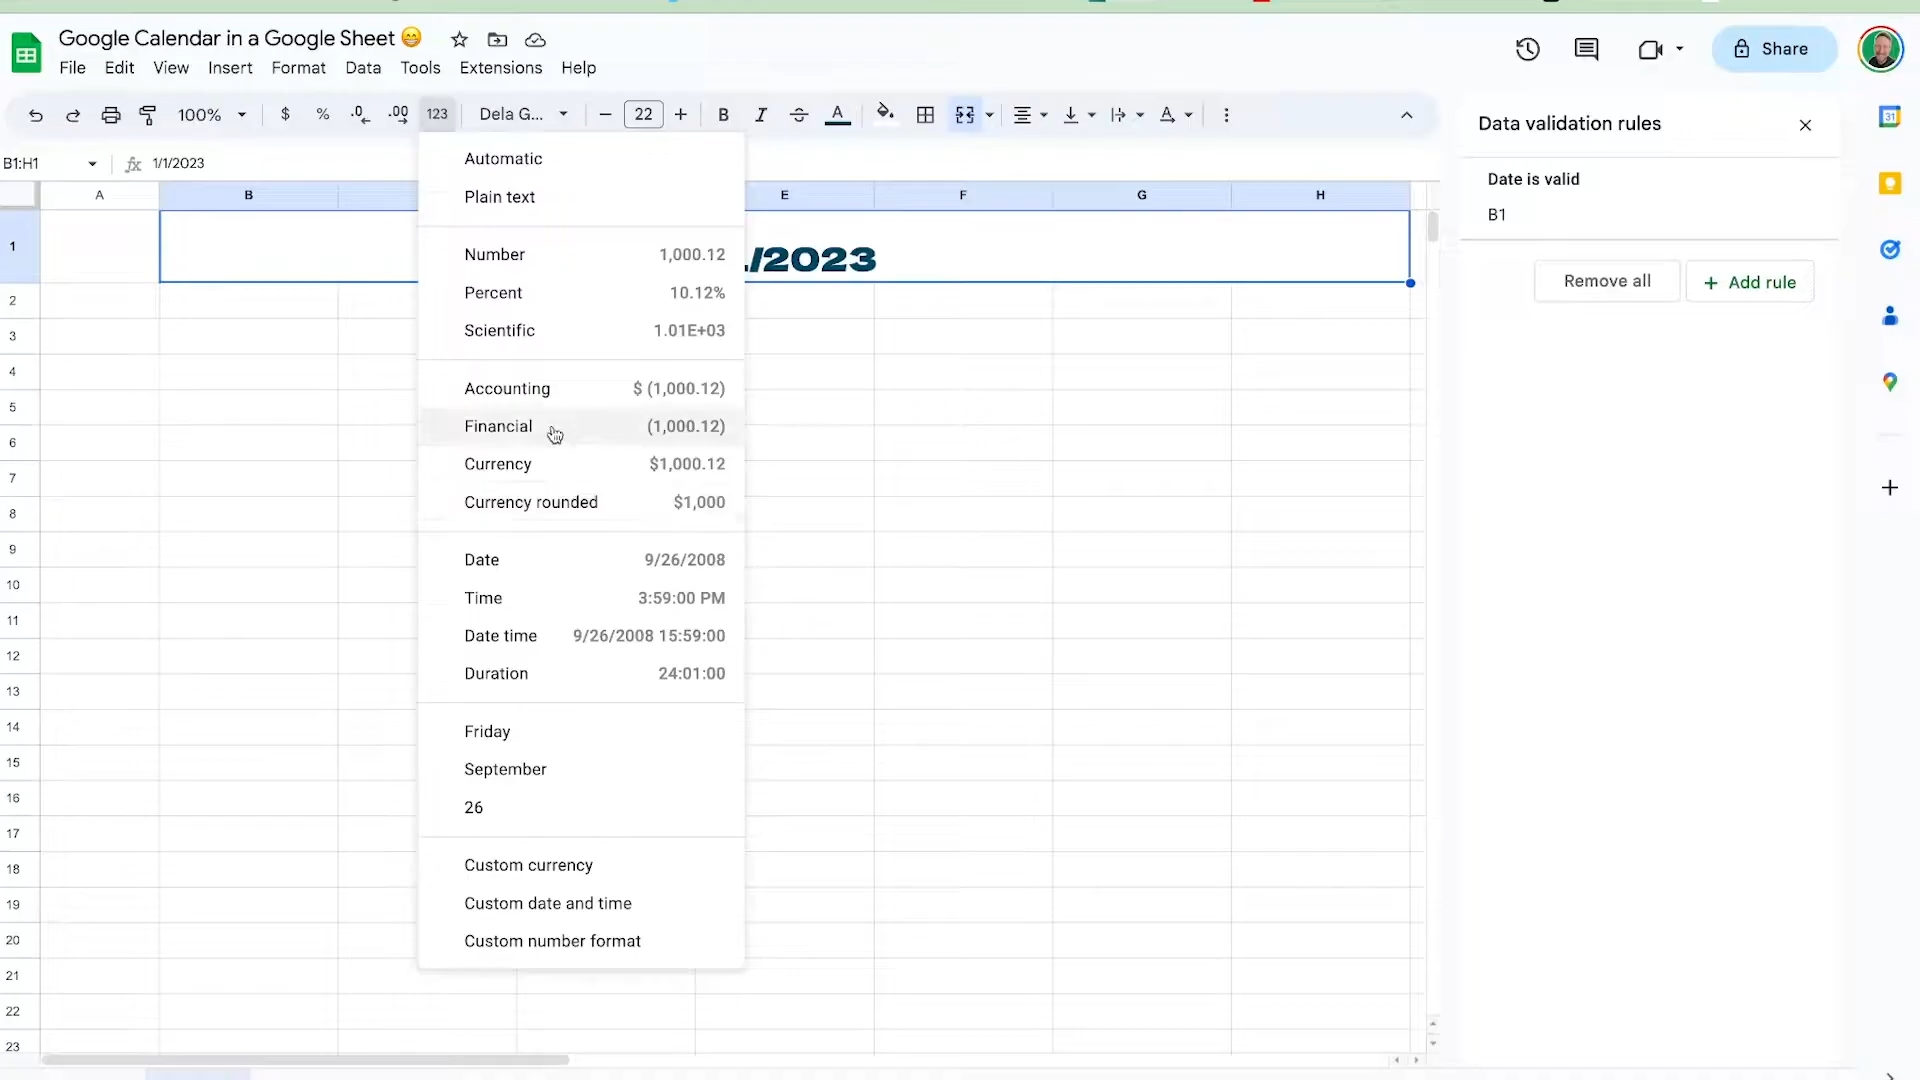 Google Calendar in a Google Sheet 😁
File Edit View Insert Format Data Tools Extensions Help
Share
100% $ % .0 .00 123 Dela G... 22 B I S A
B1:H1 fx 1/1/2023
A B E F G H
1 /2023
2
3
4
5
6
7
8
9
10
11
12
13
14
15
16
17
18
19
20
21
22
23
Automatic
Plain text
Number 1,000.12
Percent 10.12%
Scientific 1.01E+03
Accounting $ (1,000.12)
Financial (1,000.12)
Currency $1,000.12
Currency rounded $1,000
Date 9/26/2008
Time 3:59:00 PM
Date time 9/26/2008 15:59:00
Duration 24:01:00
Friday
September
26
Custom currency
Custom date and time
Custom number format
Data validation rules
Date is valid
B1
Remove all + Add rule
31